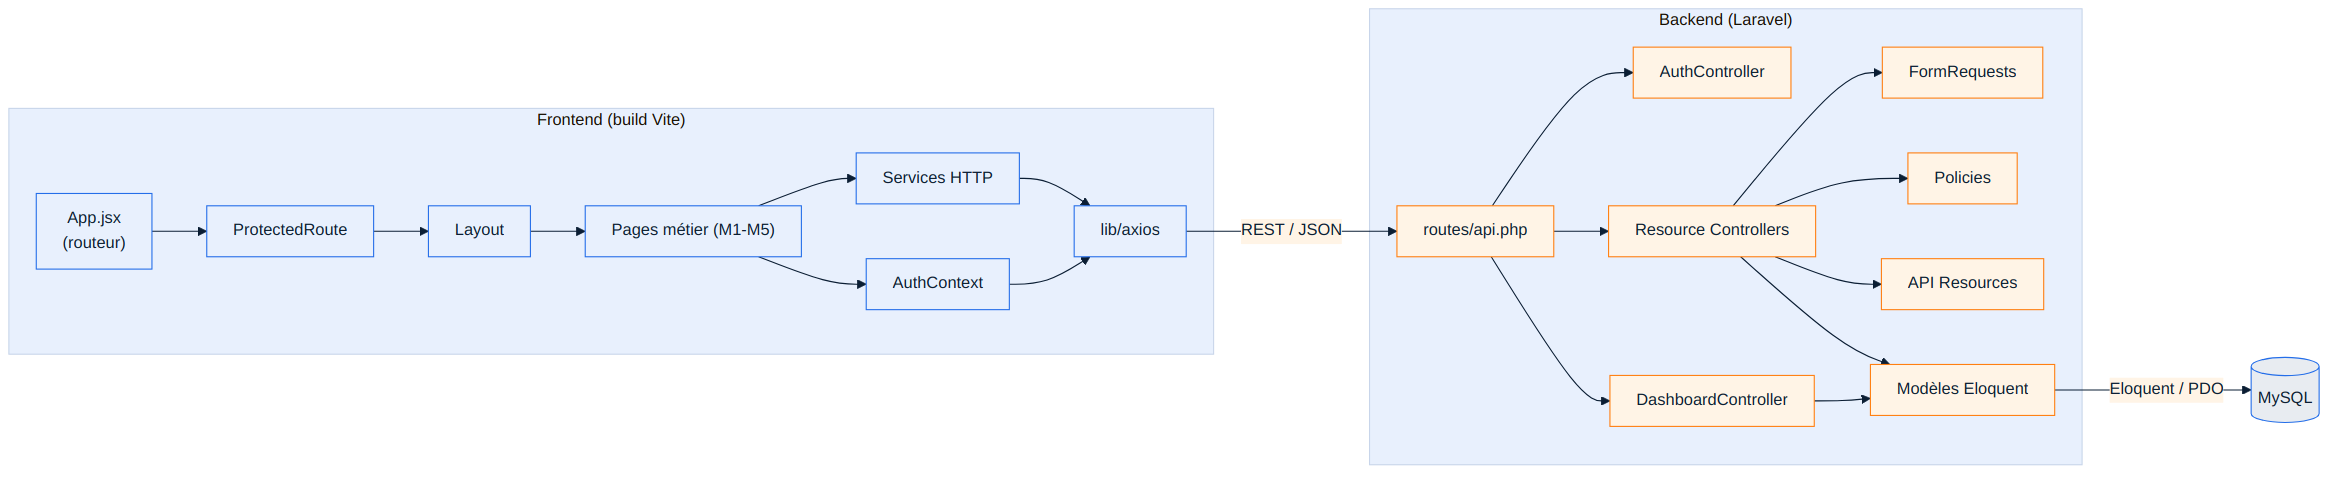 Frontend (build Vite)
App.jsx
(routeur)
ProtectedRoute
Layout
Pages métier (M1-M5)
Services HTTP
AuthContext
lib/axios
REST / JSON
Backend (Laravel)
routes/api.php
AuthController
Resource Controllers
DashboardController
FormRequests
Policies
API Resources
Modèles Eloquent
Eloquent / PDO
MySQL